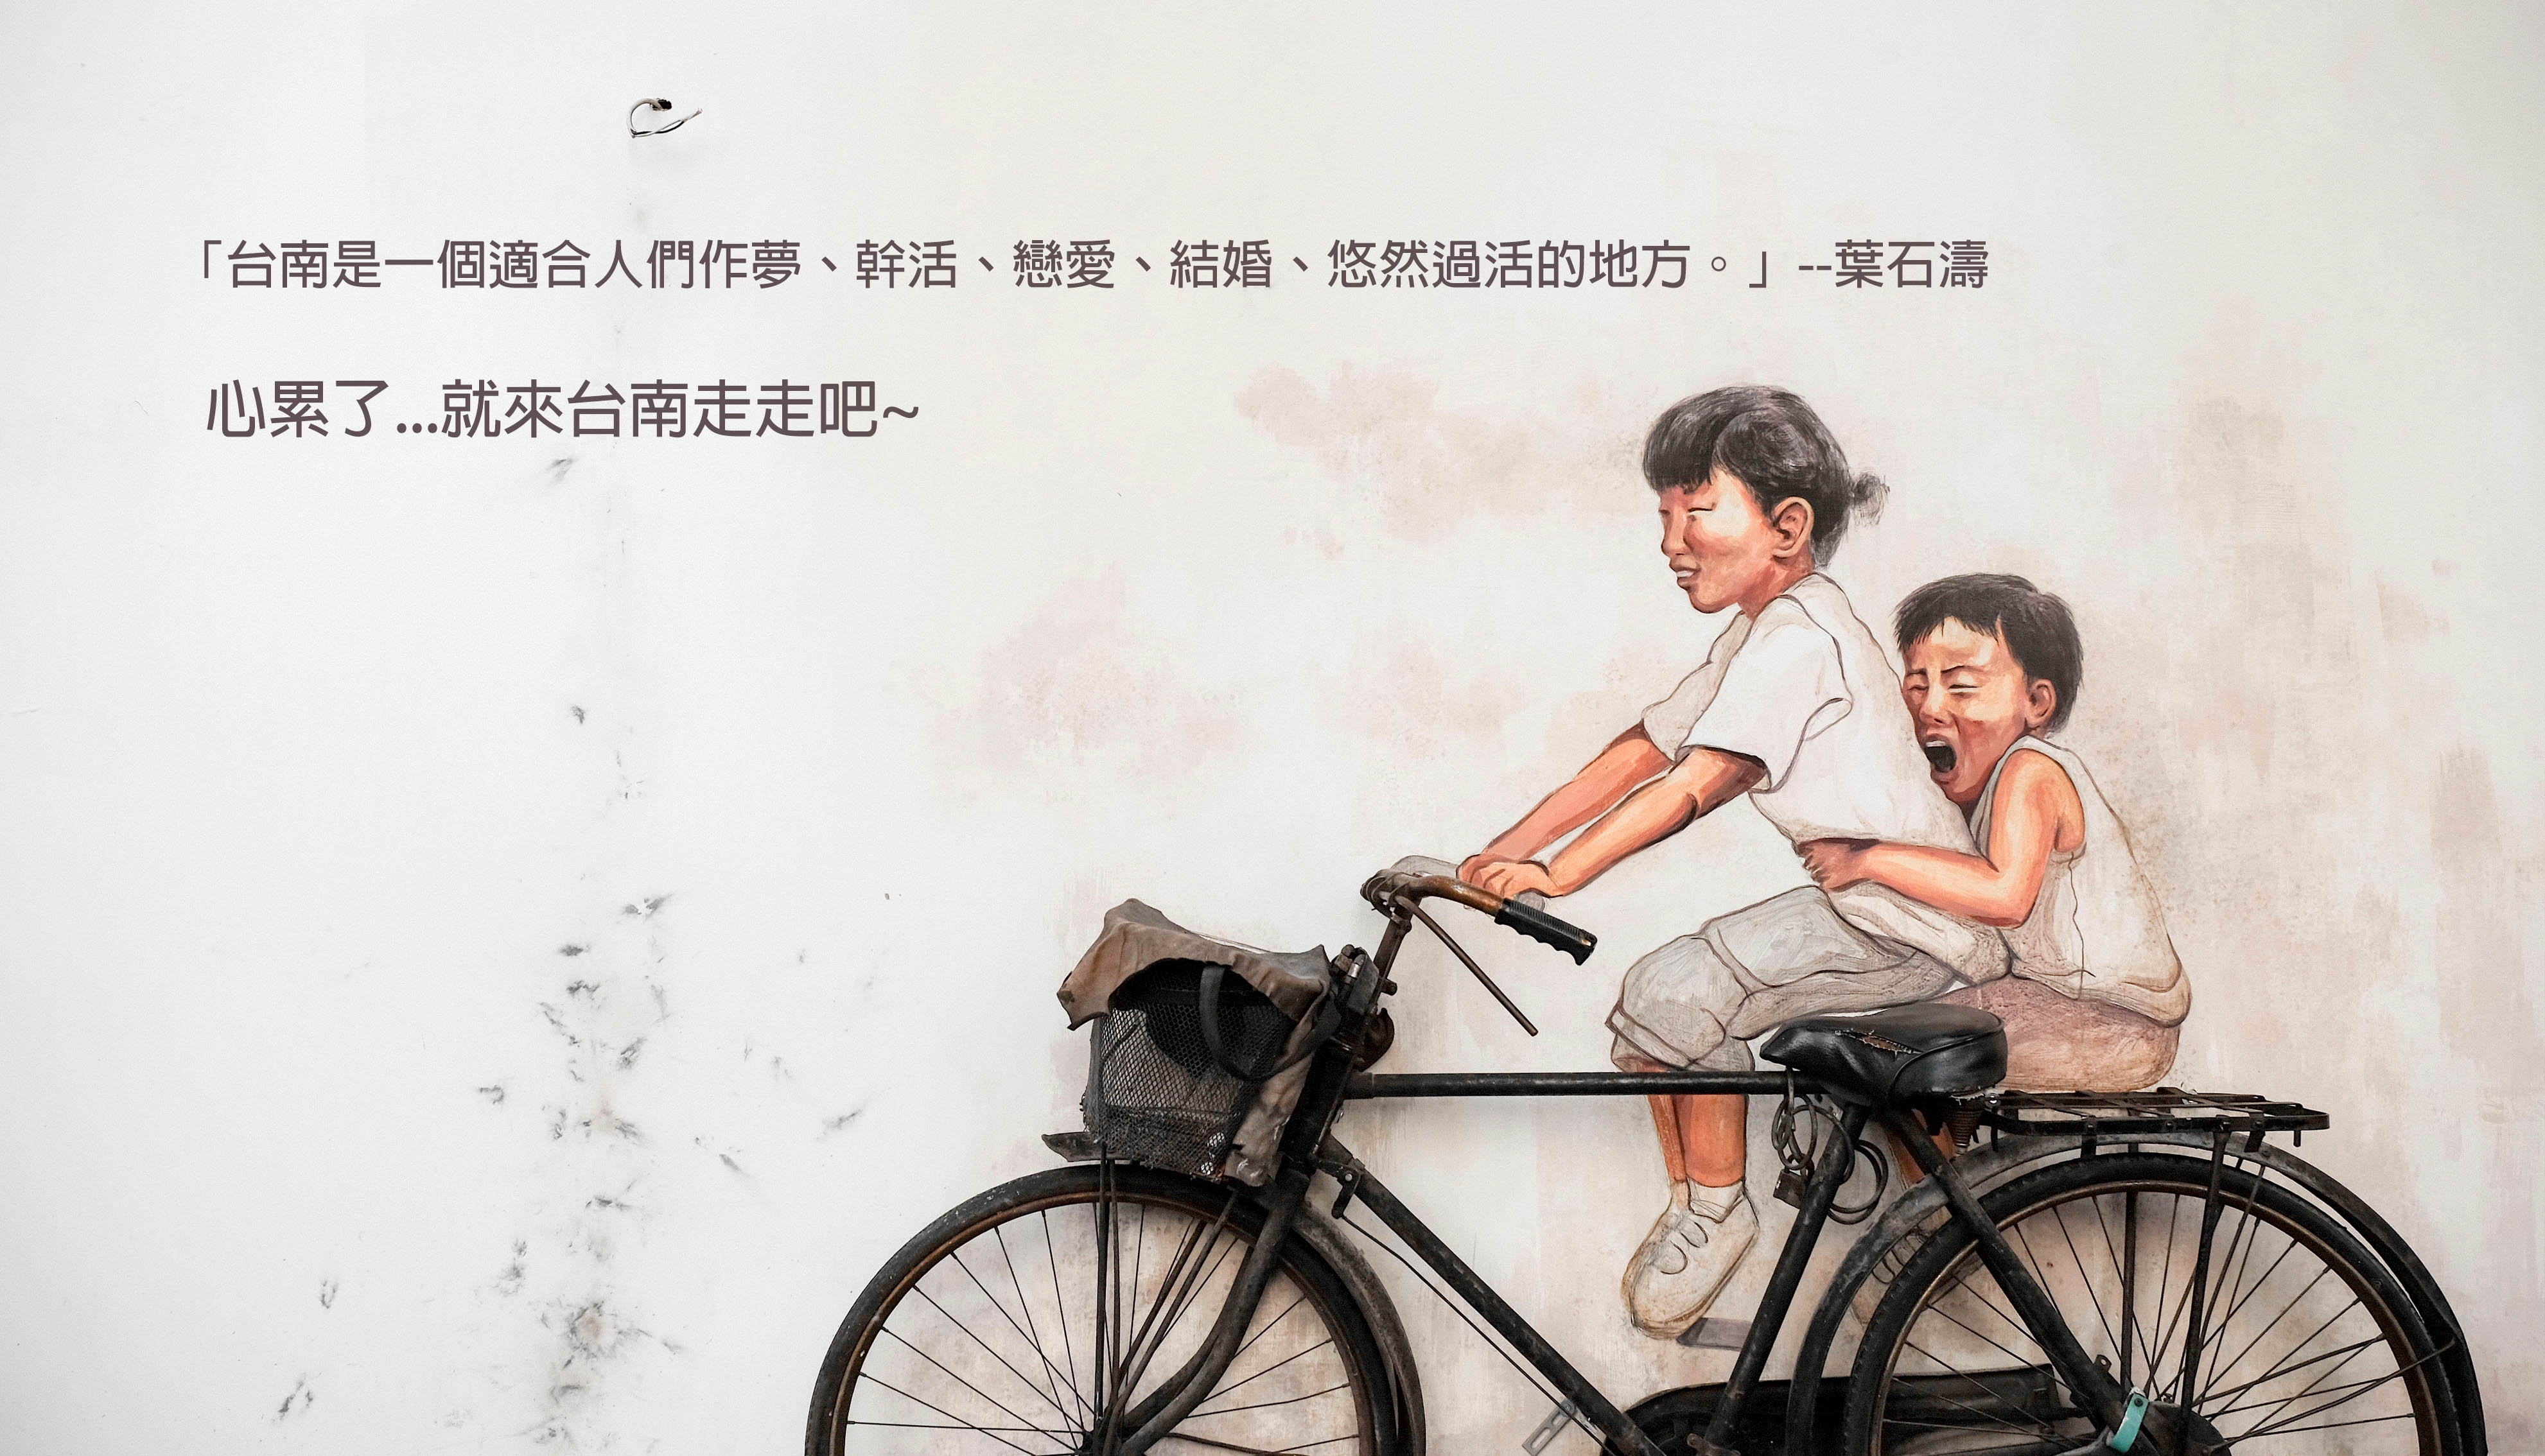 「台南是一個適合人們作夢、幹活、戀愛、結婚、悠然過活的地方。」--葉石濤
心累了...就來台南走走吧~